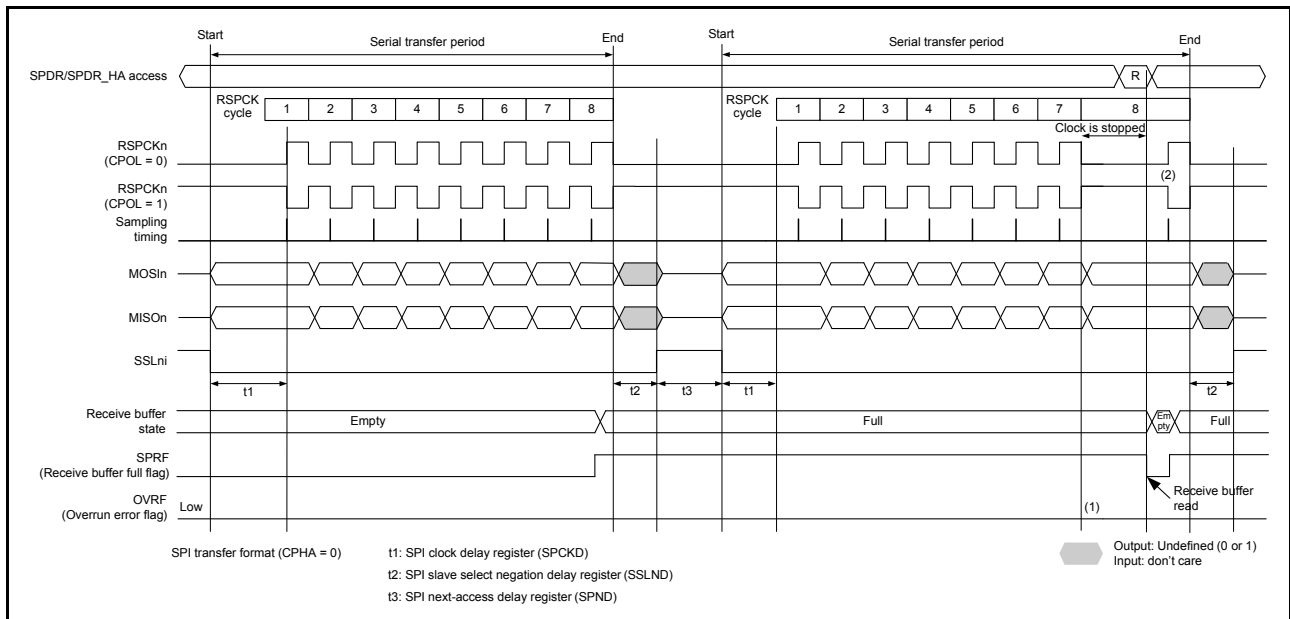 Start
Serial transfer period
End
Start
Serial transfer period
End
SPDR/SPDR_HA access
R
RSPCK
cycle
1 2 3 4 5 6 7 8
RSPCK
cycle
1 2 3 4 5 6 7 8
Clock is stopped
RSPCKn
(CPOL = 0)
(2)
RSPCKn
(CPOL = 1)
Sampling
timing
MOSIn
MISOn
SSLni
t1
t2
t3
t1
t2
Receive buffer
state
Empty
Full
Em
pty
Full
SPRF
(Receive buffer full flag)
Receive buffer
read
OVRF
(Overrun error flag)
Low
(1)
SPI transfer format (CPHA = 0)
t1: SPI clock delay register (SPCKD)
t2: SPI slave select negation delay register (SSLND)
t3: SPI next-access delay register (SPND)
Output: Undefined (0 or 1)
Input: don't care